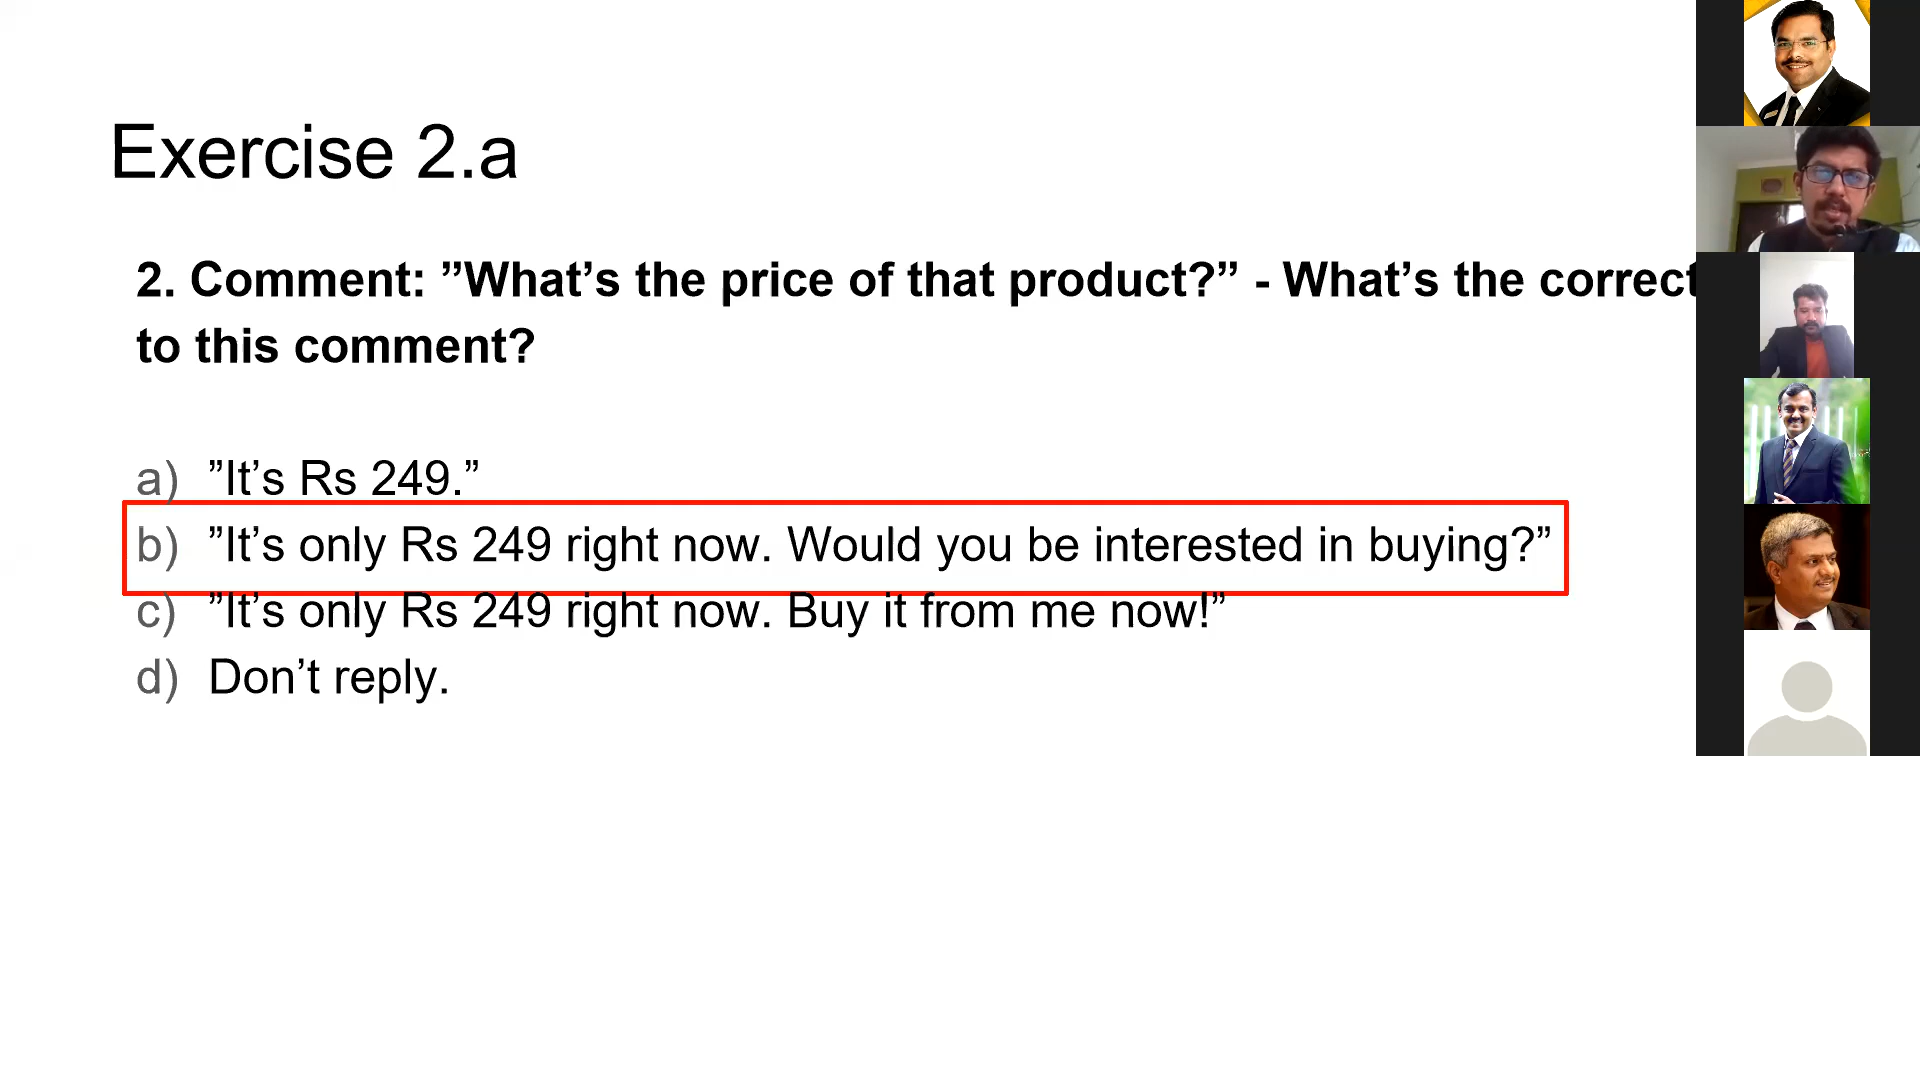 Exercise 2.a
2. Comment: ”What’s the price of that product?” - What’s the correct
to this comment?
a) ”It’s Rs 249.”
b) ”It’s only Rs 249 right now. Would you be interested in buying?”
c) ”It’s only Rs 249 right now. Buy it from me now!”
d) Don’t reply.